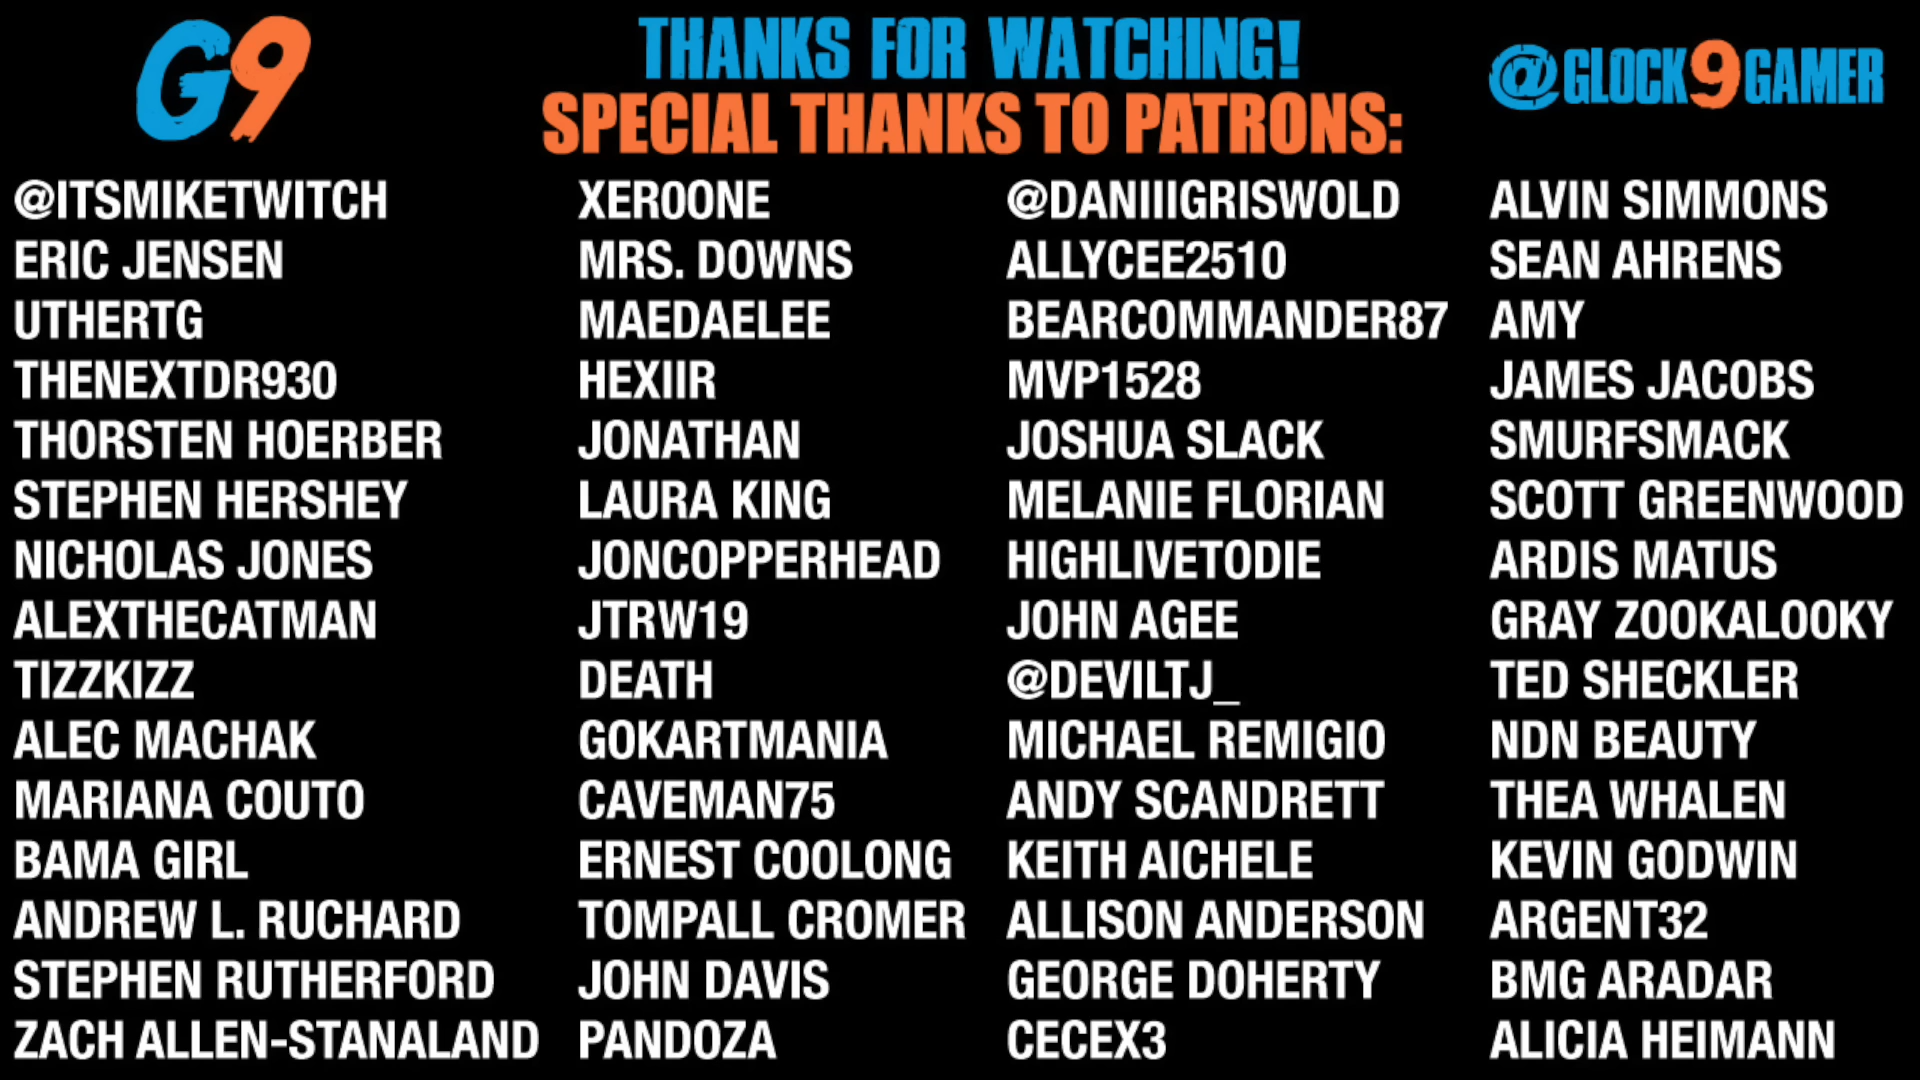 G9
THANKS FOR WATCHING!
SPECIAL THANKS TO PATRONS:
@GLOCK9GAMER
@ITSMIKETWITCH
ERIC JENSEN
UTHERTG
THENEXTDR930
THORSTEN HOERBER
STEPHEN HERSHEY
NICHOLAS JONES
ALEXTHECATMAN
TIZZKIZZ
ALEC MACHAK
MARIANA COUTO
BAMA GIRL
ANDREW L. RUCHARD
STEPHEN RUTHERFORD
ZACH ALLEN-STANALAND
XER0ONE
MRS. DOWNS
MAEDAELEE
HEXIIR
JONATHAN
LAURA KING
JONCOPPERHEAD
JTRW19
DEATH
GOKARTMANIA
CAVEMAN75
ERNEST COOLONG
TOMPALL CROMER
JOHN DAVIS
PANDOZA
@DANIIIGRISWOLD
ALLYCEE2510
BEARCOMMANDER87
MVP1528
JOSHUA SLACK
MELANIE FLORIAN
HIGHLIVETODIE
JOHN AGEE
@DEVILTJ_
MICHAEL REMIGIO
ANDY SCANDRETT
KEITH AICHELE
ALLISON ANDERSON
GEORGE DOHERTY
CECEX3
ALVIN SIMMONS
SEAN AHRENS
AMY
JAMES JACOBS
SMURFSMACK
SCOTT GREENWOOD
ARDIS MATUS
GRAY ZOOKALOOKY
TED SHECKLER
NDN BEAUTY
THEA WHALEN
KEVIN GODWIN
ARGENT32
BMG ARADAR
ALICIA HEIMANN